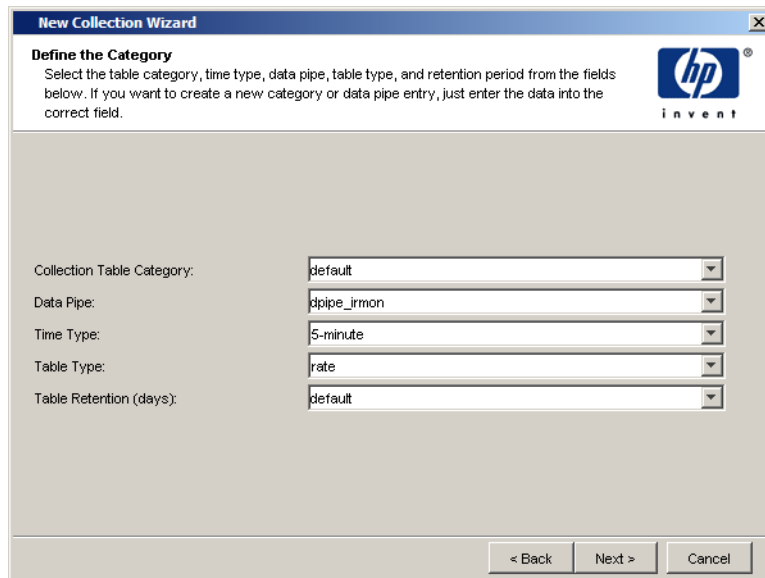 New Collection Wizard
Define the Category
Select the table category, time type, data pipe, table type, and retention period from the fields
below. If you want to create a new category or data pipe entry, just enter the data into the
correct field.
hp ®
invent
Collection Table Category: default
Data Pipe: dpipe_irmon
Time Type: 5-minute
Table Type: rate
Table Retention (days): default
< Back Next > Cancel